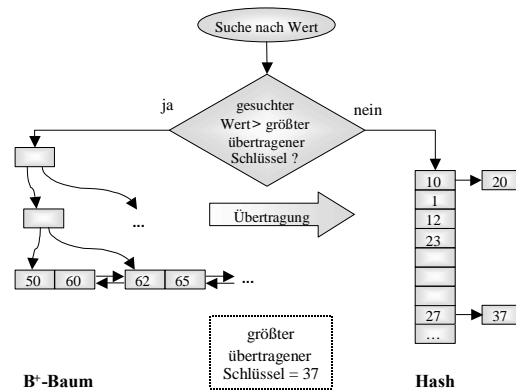 Suche nach Wert
ja
gesuchter
Wert> größter
übertragener
Schlüssel ?
nein
10
20
1
12
23
27
37
...
Übertragung
...
50
60
62
65
...
größter
übertragener
Schlüssel = 37
B⁺-Baum
Hash